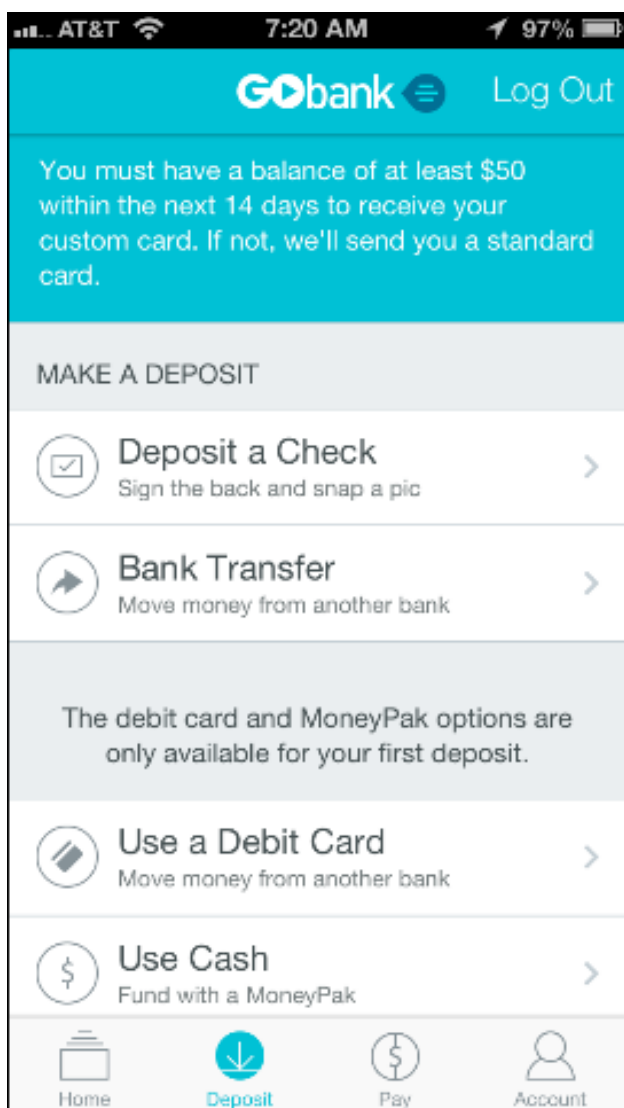 AT&T 7:20 AM 97%
GObank Log Out
You must have a balance of at least $50
within the next 14 days to receive your
custom card. If not, we'll send you a standard
card.
MAKE A DEPOSIT
Deposit a Check
Sign the back and snap a pic
Bank Transfer
Move money from another bank
The debit card and MoneyPak options are
only available for your first deposit.
Use a Debit Card
Move money from another bank
Use Cash
Fund with a MoneyPak
Home Deposit Pay Account